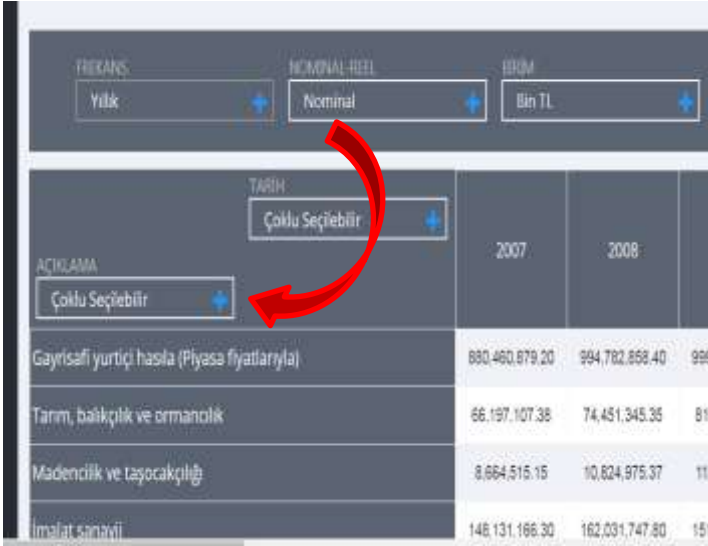 FREKANS NOMINAL-REEL BİRİM
Yıllık Nominal Bin TL
TARİH
Çoklu Seçilebilir
2007 2008
AÇIKLAMA
Çoklu Seçilebilir
Gayrisafi yurtiçi hasıla (Piyasa fiyatlarıyla) 880,460,879.20 994,782,858.40
Tarım, balıkçılık ve ormancılık 66,197,107.38 74,451,345.35
Madencilik ve taşocakçılığı 8,664,515.15 10,824,975.37
İmalat sanayii 148,131,166.30 162,031,747.80